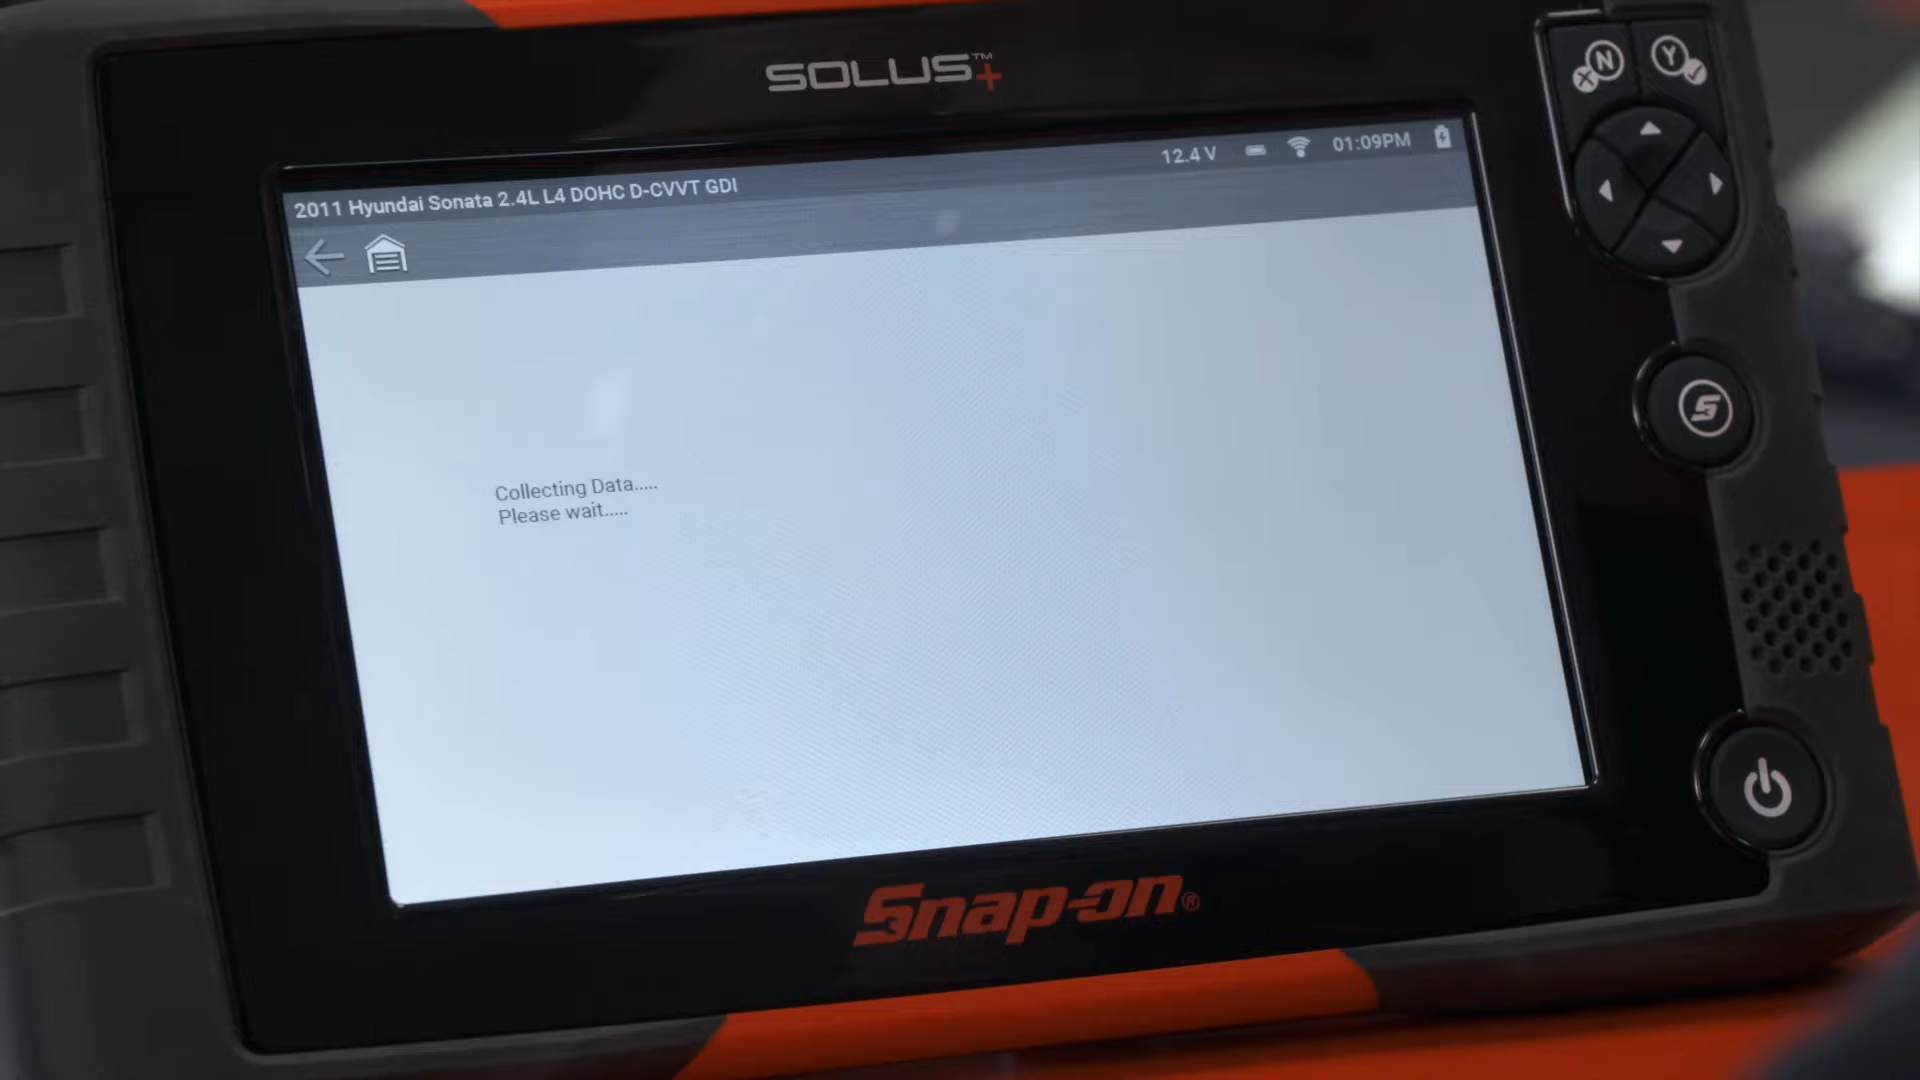 SOLUS™+
N
Y
12.4 V
01:09PM
2011 Hyundai Sonata 2.4L L4 DOHC D-CVVT GDI
Collecting Data.....
Please wait.....
Snap-on®